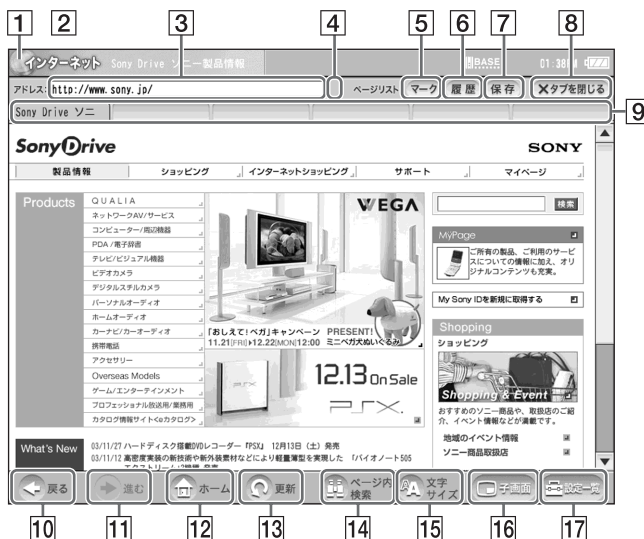 1 2 3 4 5 6 7 8
インターネット Sony Drive ソニー製品情報 BASE 01:38PM
アドレス: http://www.sony.jp/ ページリスト マーク 履歴 保存 ×タブを閉じる
Sony Drive ソニ 9
SonyDrive SONY
製品情報 ショッピング インターネットショッピング サポート マイページ
Products
QUALIA
ネットワークAV/サービス
コンピューター/周辺機器
PDA /電子辞書
テレビ/ビジュアル機器
ビデオカメラ
デジタルスチルカメラ
パーソナルオーディオ
ホームオーディオ
カーナビ/カーオーディオ
携帯電話
アクセサリー
Overseas Models
ゲーム/エンターテインメント
プロフェッショナル放送用/業務用
カタログ情報サイト<eカタログ>
WEGA
「おしえて!ベガ」キャンペーン PRESENT!
11.21[FRI]▸12.22[MON]12:00 ミニベガ犬ぬいぐるみ
PSX
12.13 On Sale
PSX.
検索
MyPage
ご所有の製品、ご利用のサービスについての情報に加え、オリジナルコンテンツも充実。
My Sony IDを新規に取得する
Shopping
ショッピング
Shopping & Event
おすすめのソニー商品や、取扱店のご紹介、イベント情報などが満載です。
地域のイベント情報
ソニー商品取扱店
What's New
03/11/27 ハードディスク搭載DVDレコーダー『PSX』 12月13日（土）発売
03/11/12 高密度実装の新技術や新外装素材などにより軽量薄型を実現した 「バイオノート505
エクストリーム」2機種 発売
戻る 進む ホーム 更新 ページ内検索 文字サイズ 子画面 設定一覧
10 11 12 13 14 15 16 17